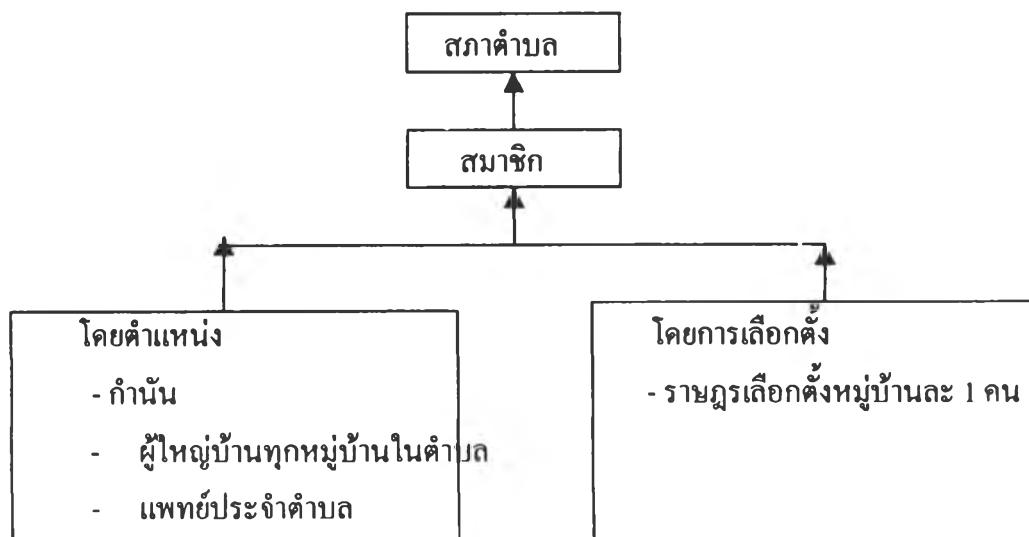 สภาตำบล
สมาชิก
โดยตำแหน่ง
- กำนัน
- ผู้ใหญ่บ้านทุกหมู่บ้านในตำบล
- แพทย์ประจำตำบล
โดยการเลือกตั้ง
- ราษฎรเลือกตั้งหมู่บ้านละ 1 คน